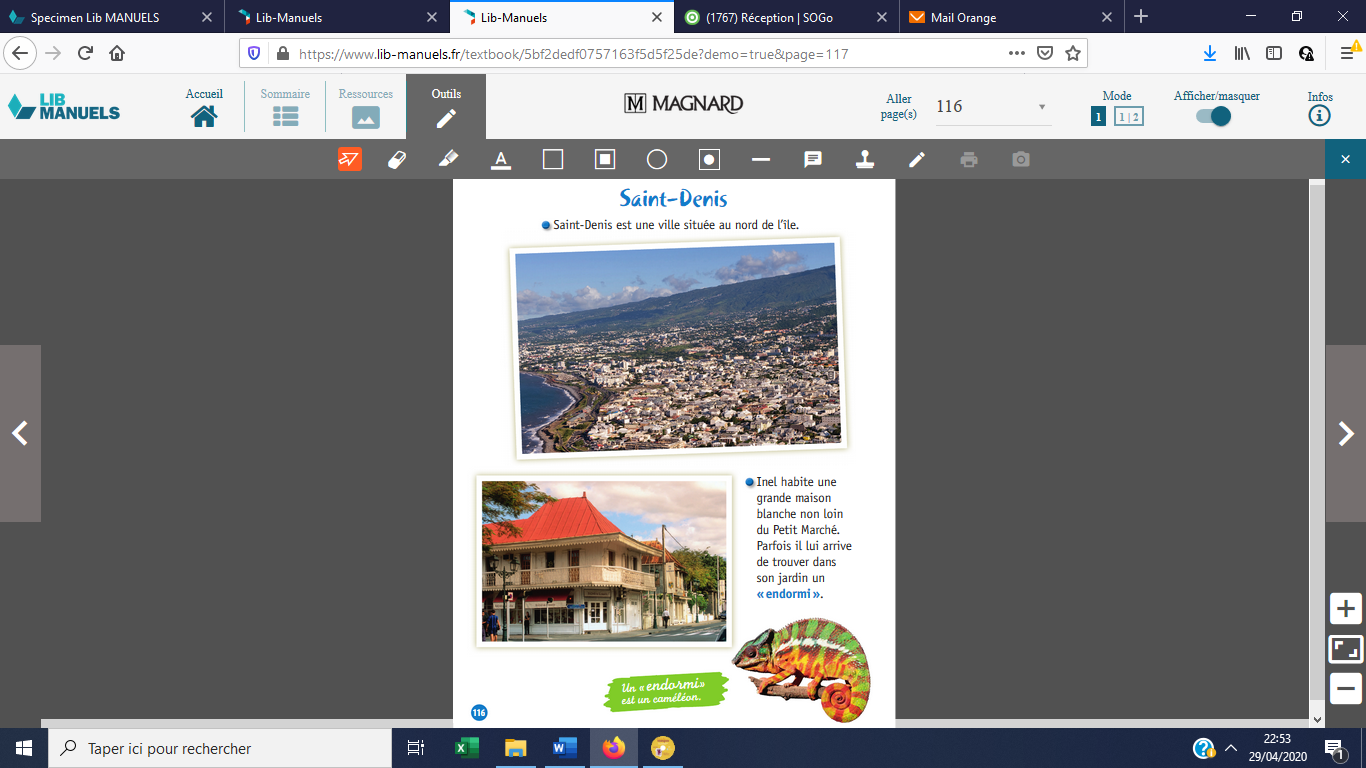 Specimen Lib MANUELS
Lib-Manuels
Lib-Manuels
(1767) Réception | SOGo
Mail Orange
https://www.lib-manuels.fr/textbook/5bf2dedf0757163f5d5f25de?demo=true&page=117
LIB MANUELS
Accueil
Sommaire
Ressources
Outils
M MAGNARD
Aller page(s)
116
Mode
1
1 | 2
Afficher/masquer
Infos
A
Saint-Denis
Saint-Denis est une ville située au nord de l'île.
Inel habite une
grande maison
blanche non loin
du Petit Marché.
Parfois il lui arrive
de trouver dans
son jardin un
« endormi ».
Un « endormi »
est un caméléon.
116
Taper ici pour rechercher
22:53
29/04/2020
1